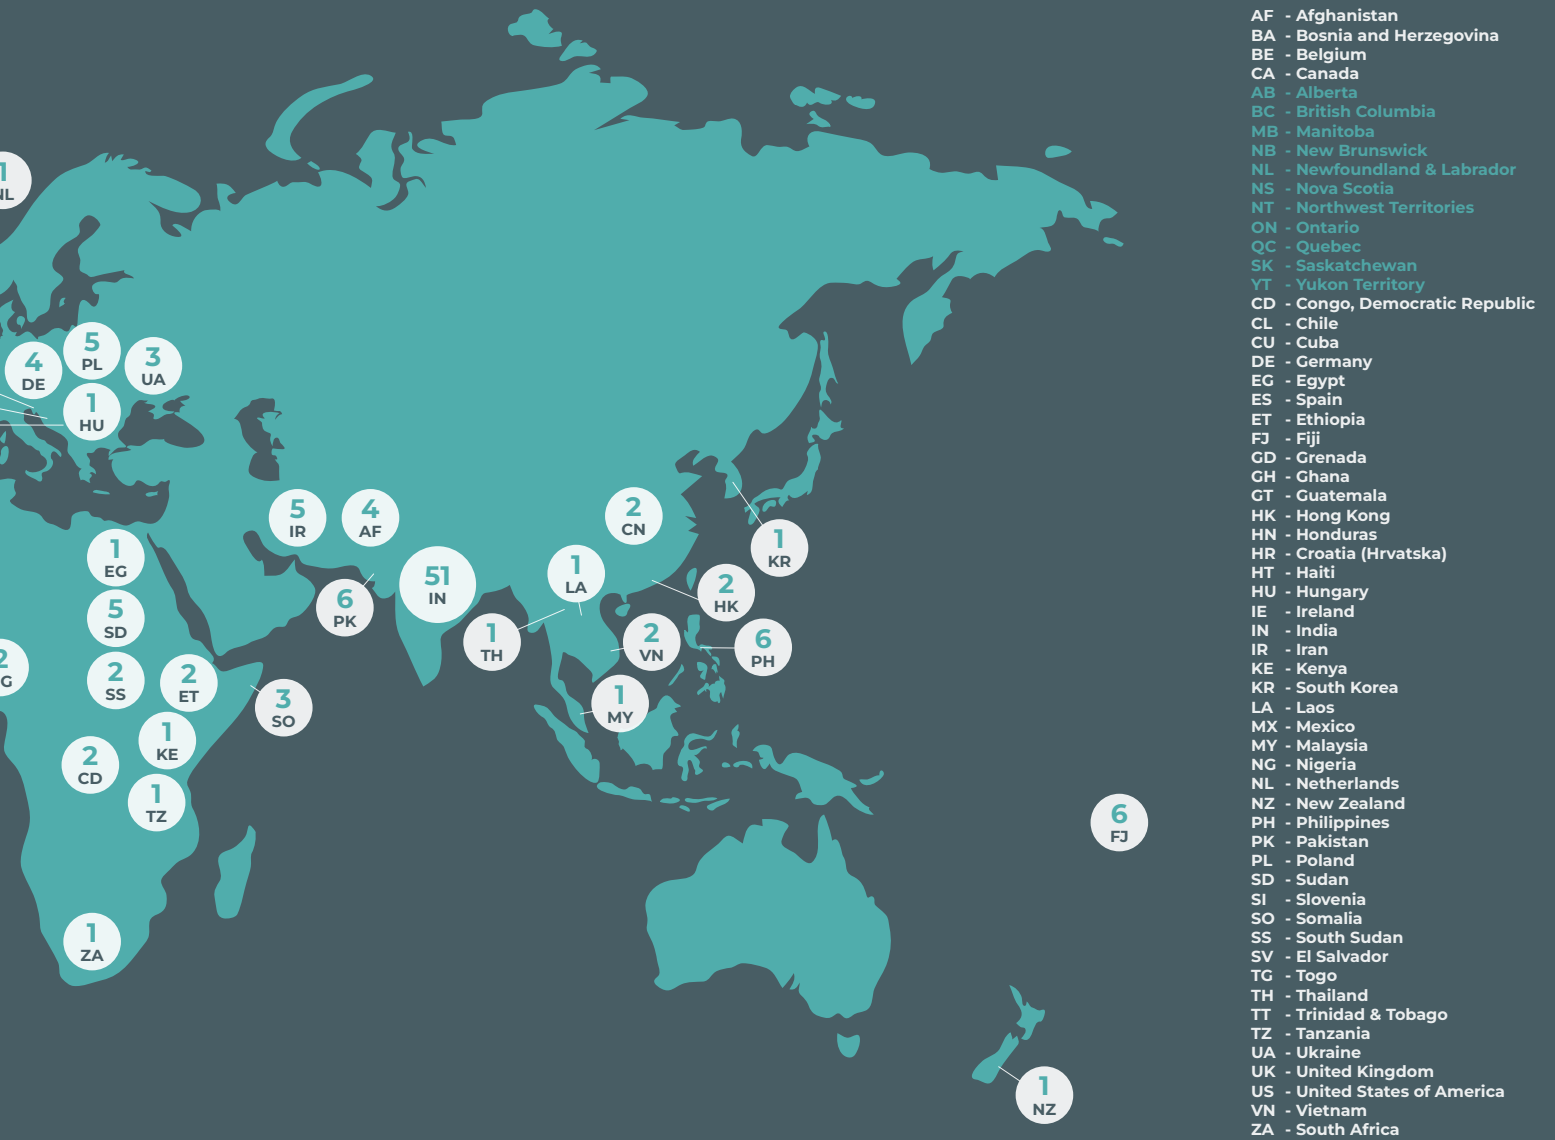 1
NL
5
PL
4
DE
3
UA
1
HU
5
IR
4
AF
2
CN
1
KR
1
EG
51
IN
1
LA
2
HK
6
PK
5
SD
1
TH
2
VN
6
PH
2
G
2
SS
2
ET
3
SO
1
MY
1
KE
2
CD
1
TZ
6
FJ
1
ZA
1
NZ
AF - Afghanistan
BA - Bosnia and Herzegovina
BE - Belgium
CA - Canada
AB - Alberta
BC - British Columbia
MB - Manitoba
NB - New Brunswick
NL - Newfoundland & Labrador
NS - Nova Scotia
NT - Northwest Territories
ON - Ontario
QC - Quebec
SK - Saskatchewan
YT - Yukon Territory
CD - Congo, Democratic Republic
CL - Chile
CU - Cuba
DE - Germany
EG - Egypt
ES - Spain
ET - Ethiopia
FJ - Fiji
GD - Grenada
GH - Ghana
GT - Guatemala
HK - Hong Kong
HN - Honduras
HR - Croatia (Hrvatska)
HT - Haiti
HU - Hungary
IE - Ireland
IN - India
IR - Iran
KE - Kenya
KR - South Korea
LA - Laos
MX - Mexico
MY - Malaysia
NG - Nigeria
NL - Netherlands
NZ - New Zealand
PH - Philippines
PK - Pakistan
PL - Poland
SD - Sudan
SI - Slovenia
SO - Somalia
SS - South Sudan
SV - El Salvador
TG - Togo
TH - Thailand
TT - Trinidad & Tobago
TZ - Tanzania
UA - Ukraine
UK - United Kingdom
US - United States of America
VN - Vietnam
ZA - South Africa